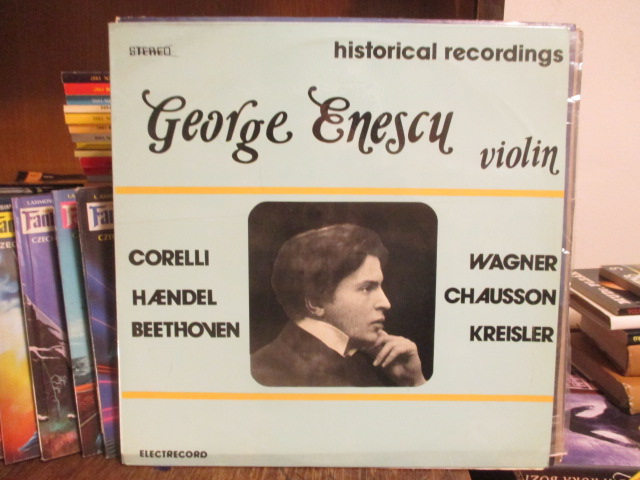 STEREO
historical recordings
George Enescu
violin
CORELLI
HÆNDEL
BEETHOVEN
WAGNER
CHAUSSON
KREISLER
ELECTRECORD